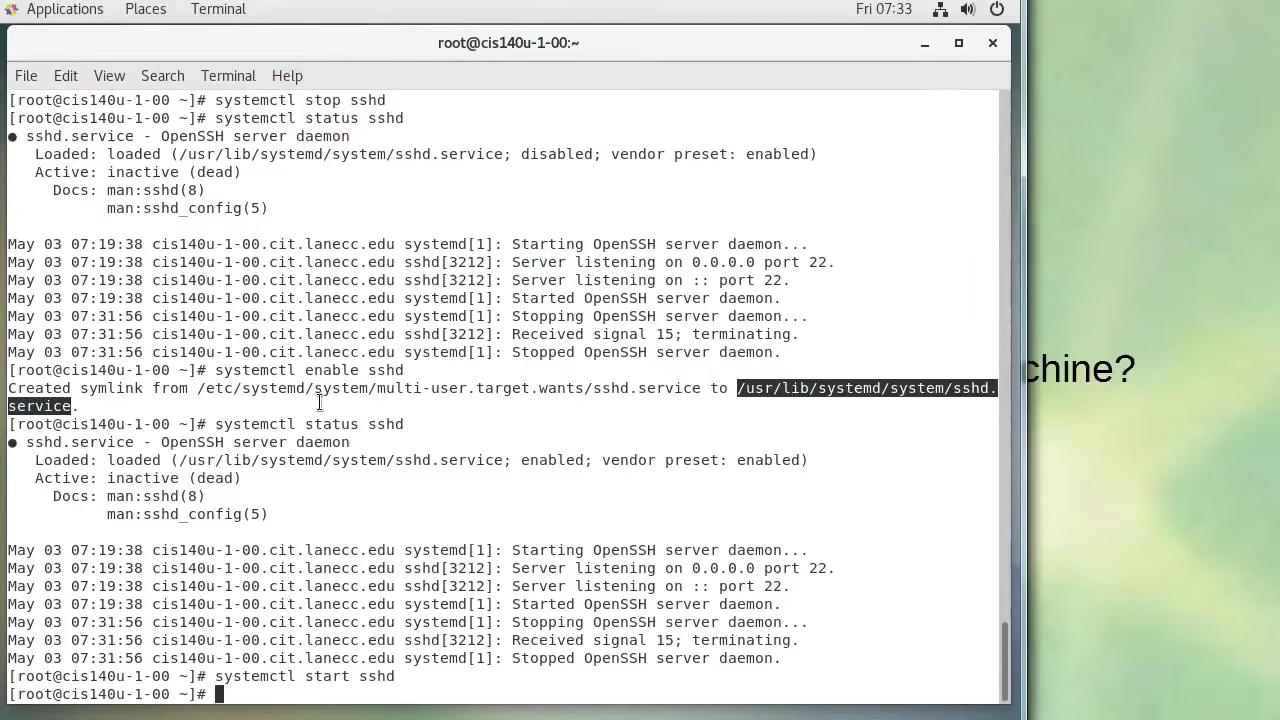 Applications Places Terminal Fri 07:33
root@cis140u-1-00:~
File Edit View Search Terminal Help
[root@cis140u-1-00 ~]# systemctl stop sshd
[root@cis140u-1-00 ~]# systemctl status sshd
● sshd.service - OpenSSH server daemon
   Loaded: loaded (/usr/lib/systemd/system/sshd.service; disabled; vendor preset: enabled)
   Active: inactive (dead)
     Docs: man:sshd(8)
           man:sshd_config(5)
May 03 07:19:38 cis140u-1-00.cit.lanecc.edu systemd[1]: Starting OpenSSH server daemon...
May 03 07:19:38 cis140u-1-00.cit.lanecc.edu sshd[3212]: Server listening on 0.0.0.0 port 22.
May 03 07:19:38 cis140u-1-00.cit.lanecc.edu sshd[3212]: Server listening on :: port 22.
May 03 07:19:38 cis140u-1-00.cit.lanecc.edu systemd[1]: Started OpenSSH server daemon.
May 03 07:31:56 cis140u-1-00.cit.lanecc.edu systemd[1]: Stopping OpenSSH server daemon...
May 03 07:31:56 cis140u-1-00.cit.lanecc.edu sshd[3212]: Received signal 15; terminating.
May 03 07:31:56 cis140u-1-00.cit.lanecc.edu systemd[1]: Stopped OpenSSH server daemon.
[root@cis140u-1-00 ~]# systemctl enable sshd
chine?
Created symlink from /etc/systemd/system/multi-user.target.wants/sshd.service to /usr/lib/systemd/system/sshd.
service.
[root@cis140u-1-00 ~]# systemctl status sshd
● sshd.service - OpenSSH server daemon
   Loaded: loaded (/usr/lib/systemd/system/sshd.service; enabled; vendor preset: enabled)
   Active: inactive (dead)
     Docs: man:sshd(8)
           man:sshd_config(5)
May 03 07:19:38 cis140u-1-00.cit.lanecc.edu systemd[1]: Starting OpenSSH server daemon...
May 03 07:19:38 cis140u-1-00.cit.lanecc.edu sshd[3212]: Server listening on 0.0.0.0 port 22.
May 03 07:19:38 cis140u-1-00.cit.lanecc.edu sshd[3212]: Server listening on :: port 22.
May 03 07:19:38 cis140u-1-00.cit.lanecc.edu systemd[1]: Started OpenSSH server daemon.
May 03 07:31:56 cis140u-1-00.cit.lanecc.edu systemd[1]: Stopping OpenSSH server daemon...
May 03 07:31:56 cis140u-1-00.cit.lanecc.edu sshd[3212]: Received signal 15; terminating.
May 03 07:31:56 cis140u-1-00.cit.lanecc.edu systemd[1]: Stopped OpenSSH server daemon.
[root@cis140u-1-00 ~]# systemctl start sshd
[root@cis140u-1-00 ~]#